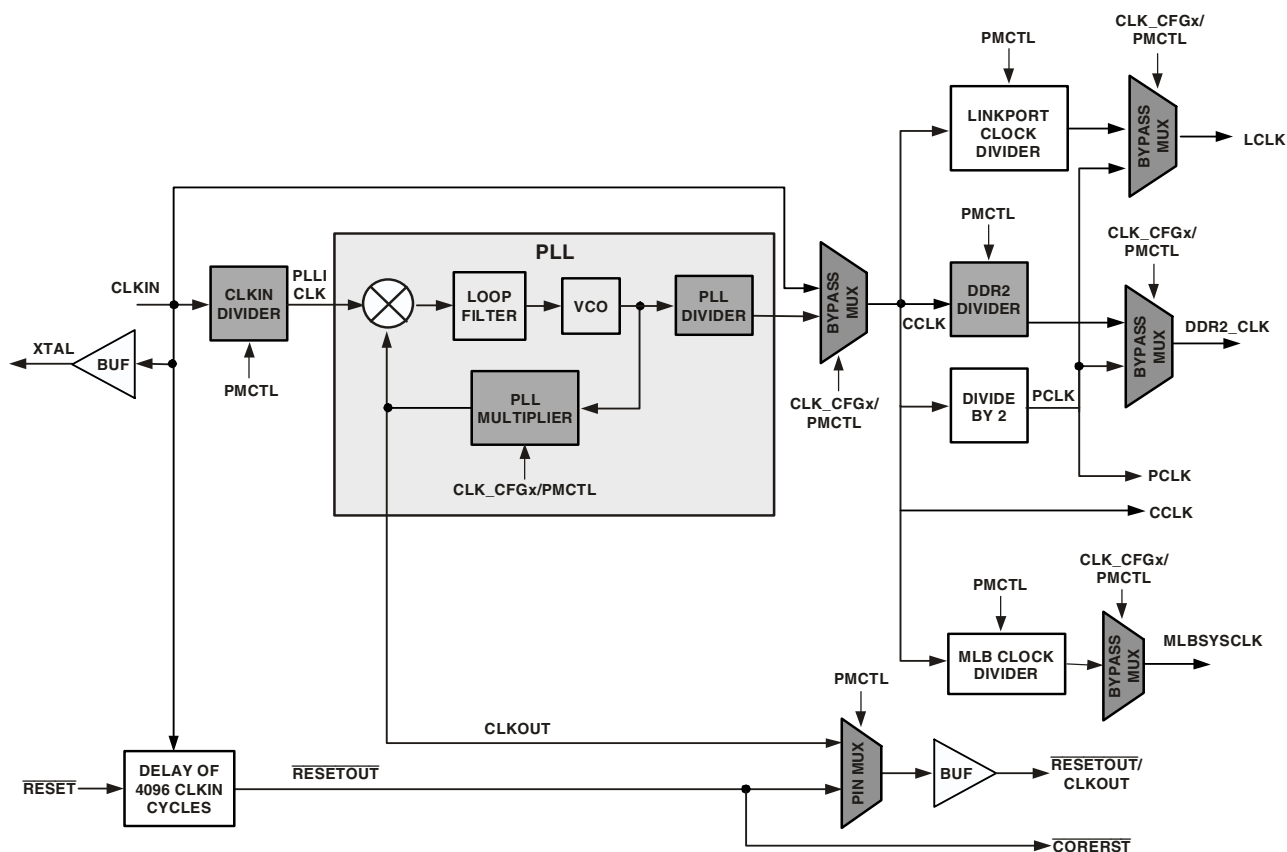 CLK_CFGx/
PMCTL
PMCTL
LINKPORT
CLOCK
DIVIDER
BYPASS
MUX
LCLK
PMCTL
CLK_CFGx/
PMCTL
PLL
CLKIN
CLKIN
DIVIDER
PLLI
CLK
LOOP
FILTER
VCO
PLL
DIVIDER
BYPASS
MUX
CCLK
DDR2
DIVIDER
BYPASS
MUX
DDR2_CLK
XTAL
BUF
PMCTL
PLL
MULTIPLIER
CLK_CFGx/
PMCTL
DIVIDE
BY 2
PCLK
CLK_CFGx/PMCTL
PCLK
CCLK
PMCTL
CLK_CFGx/
PMCTL
MLB CLOCK
DIVIDER
BYPASS
MUX
MLBSYSCLK
PMCTL
CLKOUT
PIN MUX
RESET
DELAY OF
4096 CLKIN
CYCLES
RESETOUT
BUF
RESETOUT/
CLKOUT
CORERST